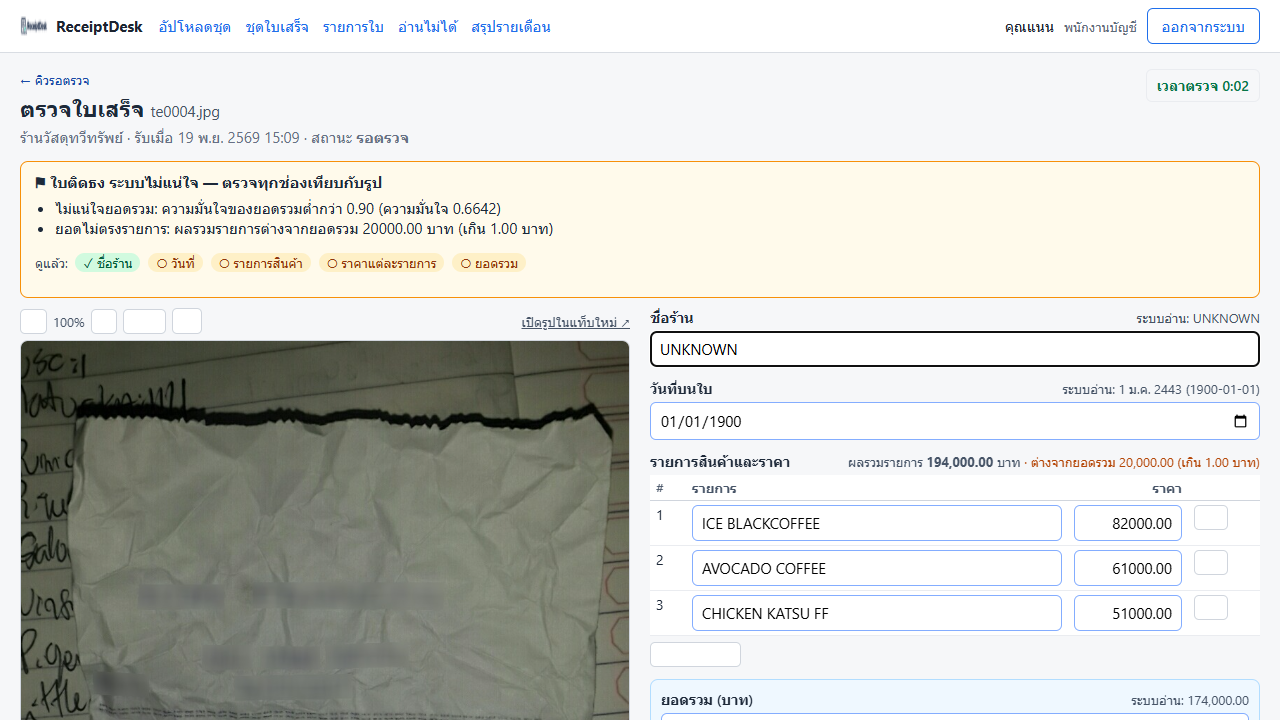 ReceiptDesk อัปโหลดชุด ชุดใบเสร็จ รายการใบ อ่านไม่ได้ สรุปรายเดือน คุณแนน พนักงานบัญชี ออกจากระบบ
← คิวรอตรวจ
เวลาตรวจ 0:02
ตรวจใบเสร็จ te0004.jpg
ร้านวัสดุทวีทรัพย์ · รับเมื่อ 19 พ.ย. 2569 15:09 · สถานะ รอตรวจ
⚑ ใบติดธง ระบบไม่แน่ใจ — ตรวจทุกช่องเทียบกับรูป
• ไม่แน่ใจยอดรวม: ความมั่นใจของยอดรวมต่ำกว่า 0.90 (ความมั่นใจ 0.6642)
• ยอดไม่ตรงรายการ: ผลรวมรายการต่างจากยอดรวม 20000.00 บาท (เกิน 1.00 บาท)
ดูแล้ว: ✓ ชื่อร้าน ○ วันที่ ○ รายการสินค้า ○ ราคาแต่ละรายการ ○ ยอดรวม
100% เปิดรูปในแท็บใหม่ ↗
ชื่อร้าน ระบบอ่าน: UNKNOWN
UNKNOWN
วันที่บนใบ ระบบอ่าน: 1 ม.ค. 2443 (1900-01-01)
01/01/1900
รายการสินค้าและราคา ผลรวมรายการ 194,000.00 บาท · ต่างจากยอดรวม 20,000.00 (เกิน 1.00 บาท)
# รายการ ราคา
1 ICE BLACKCOFFEE 82000.00
2 AVOCADO COFFEE 61000.00
3 CHICKEN KATSU FF 51000.00
ยอดรวม (บาท) ระบบอ่าน: 174,000.00